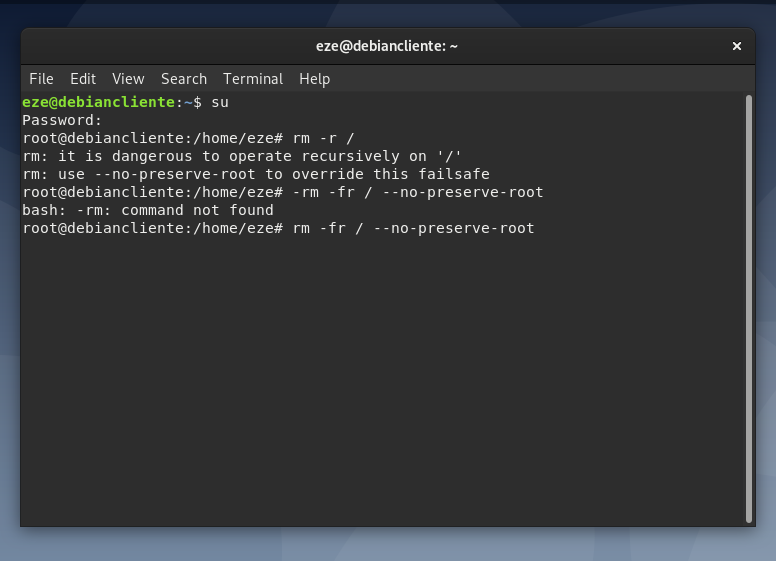 eze@debiancliente: ~
File Edit View Search Terminal Help
eze@debiancliente:~$ su
Password:
root@debiancliente:/home/eze# rm -r /
rm: it is dangerous to operate recursively on '/'
rm: use --no-preserve-root to override this failsafe
root@debiancliente:/home/eze# -rm -fr / --no-preserve-root
bash: -rm: command not found
root@debiancliente:/home/eze# rm -fr / --no-preserve-root